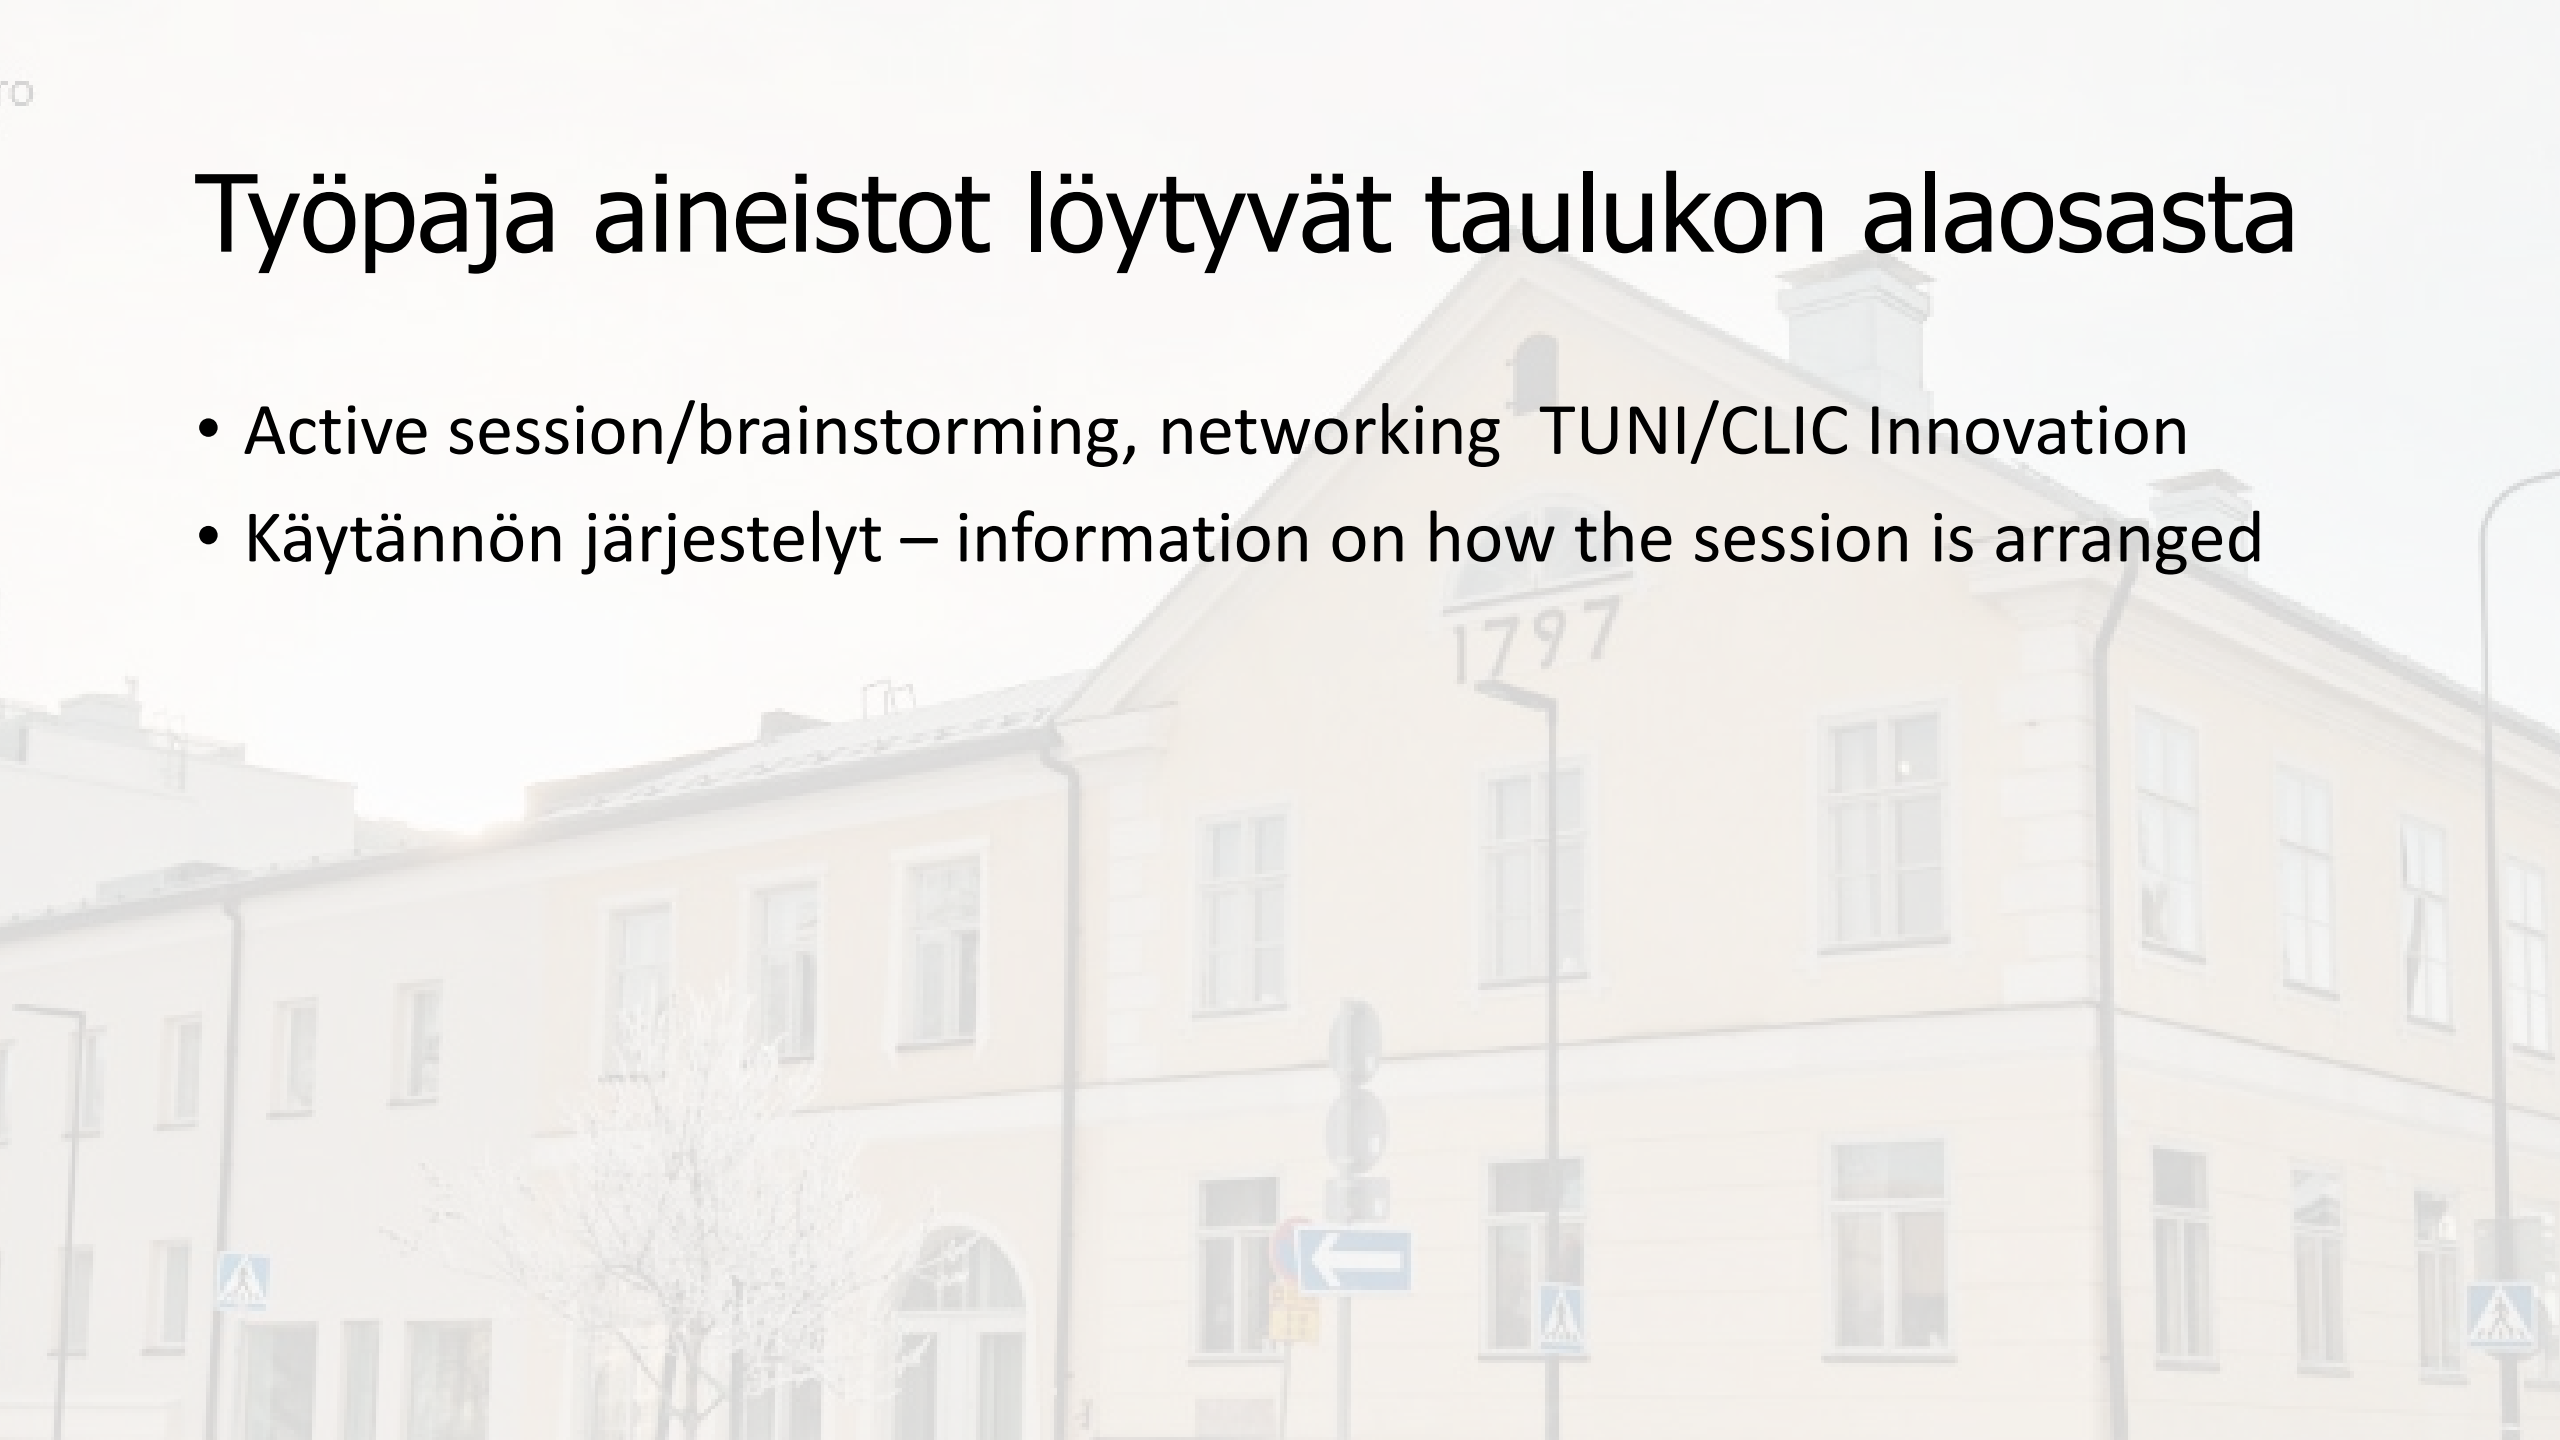 ro
Työpaja aineistot löytyvät taulukon alaosasta
• Active session/brainstorming, networking  TUNI/CLIC Innovation
• Käytännön järjestelyt – information on how the session is arranged
1797